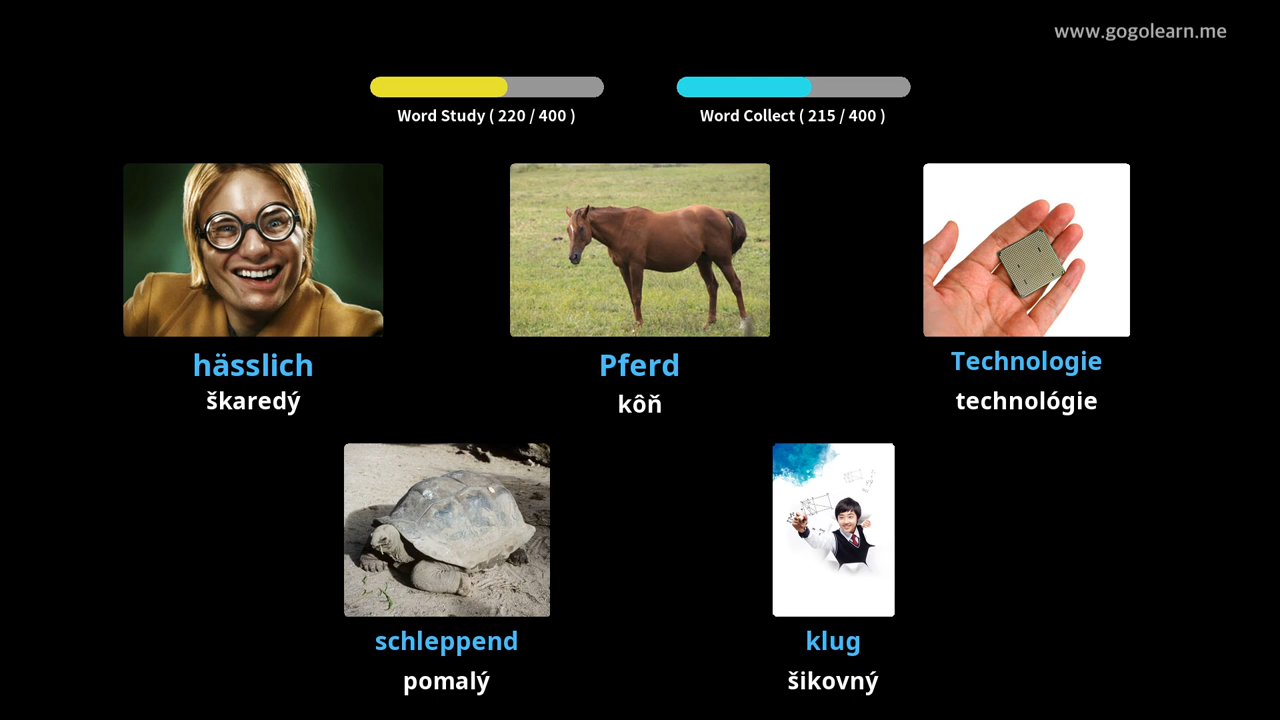 www.gogolearn.me
Word Study ( 220 / 400 )
Word Collect ( 215 / 400 )
hässlich
škaredý
Pferd
kôň
Technologie
technológie
schleppend
pomalý
klug
šikovný